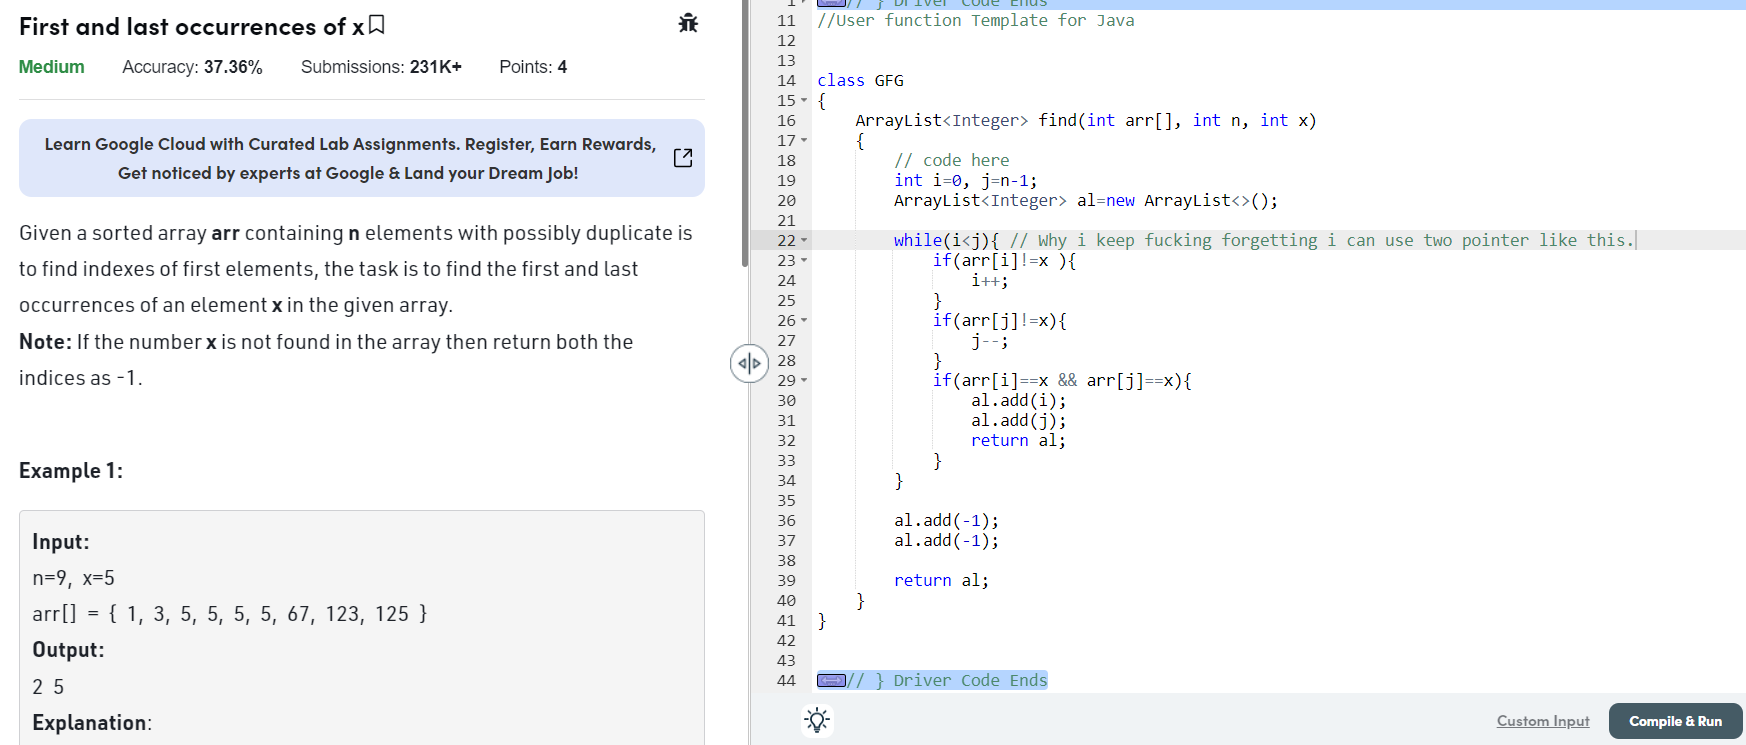 First and last occurrences of x
Medium Accuracy: 37.36% Submissions: 231K+ Points: 4
Learn Google Cloud with Curated Lab Assignments. Register, Earn Rewards,
Get noticed by experts at Google & Land your Dream Job!
Given a sorted array arr containing n elements with possibly duplicate is
to find indexes of first elements, the task is to find the first and last
occurrences of an element x in the given array.
Note: If the number x is not found in the array then return both the
indices as -1.
Example 1:
Input:
n=9, x=5
arr[] = { 1, 3, 5, 5, 5, 5, 67, 123, 125 }
Output:
2 5
Explanation:
1 // } Driver Code Ends
11 //User function Template for Java
12
13
14 class GFG
15 {
16 ArrayList<Integer> find(int arr[], int n, int x)
17 {
18 // code here
19 int i=0, j=n-1;
20 ArrayList<Integer> al=new ArrayList<>();
21
22 while(i<j){ // Why i keep fucking forgetting i can use two pointer like this.
23 if(arr[i]!=x ){
24 i++;
25 }
26 if(arr[j]!=x){
27 j--;
28 }
29 if(arr[i]==x && arr[j]==x){
30 al.add(i);
31 al.add(j);
32 return al;
33 }
34 }
35
36 al.add(-1);
37 al.add(-1);
38
39 return al;
40 }
41 }
42
43
44 // } Driver Code Ends
Custom Input Compile & Run